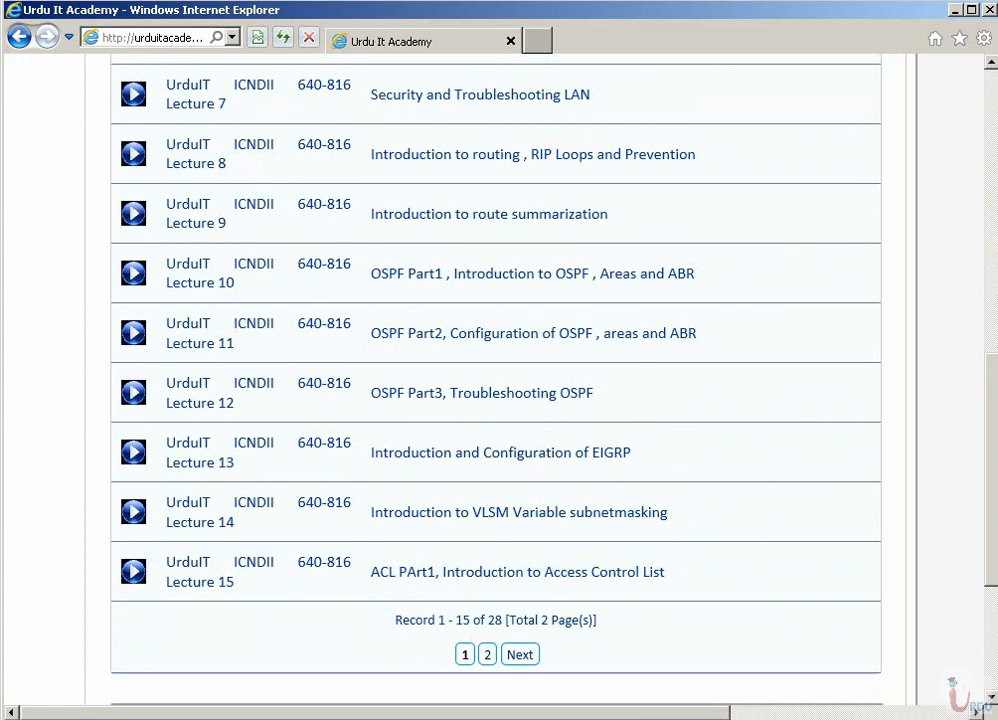 Urdu It Academy - Windows Internet Explorer
http://urduitacade...
Urdu It Academy
UrduIT ICNDII 640-816
Lecture 7
Security and Troubleshooting LAN
UrduIT ICNDII 640-816
Lecture 8
Introduction to routing , RIP Loops and Prevention
UrduIT ICNDII 640-816
Lecture 9
Introduction to route summarization
UrduIT ICNDII 640-816
Lecture 10
OSPF Part1 , Introduction to OSPF , Areas and ABR
UrduIT ICNDII 640-816
Lecture 11
OSPF Part2, Configuration of OSPF , areas and ABR
UrduIT ICNDII 640-816
Lecture 12
OSPF Part3, Troubleshooting OSPF
UrduIT ICNDII 640-816
Lecture 13
Introduction and Configuration of EIGRP
UrduIT ICNDII 640-816
Lecture 14
Introduction to VLSM Variable subnetmasking
UrduIT ICNDII 640-816
Lecture 15
ACL PArt1, Introduction to Access Control List
Record 1 - 15 of 28 [Total 2 Page(s)]
1 2 Next
URDU